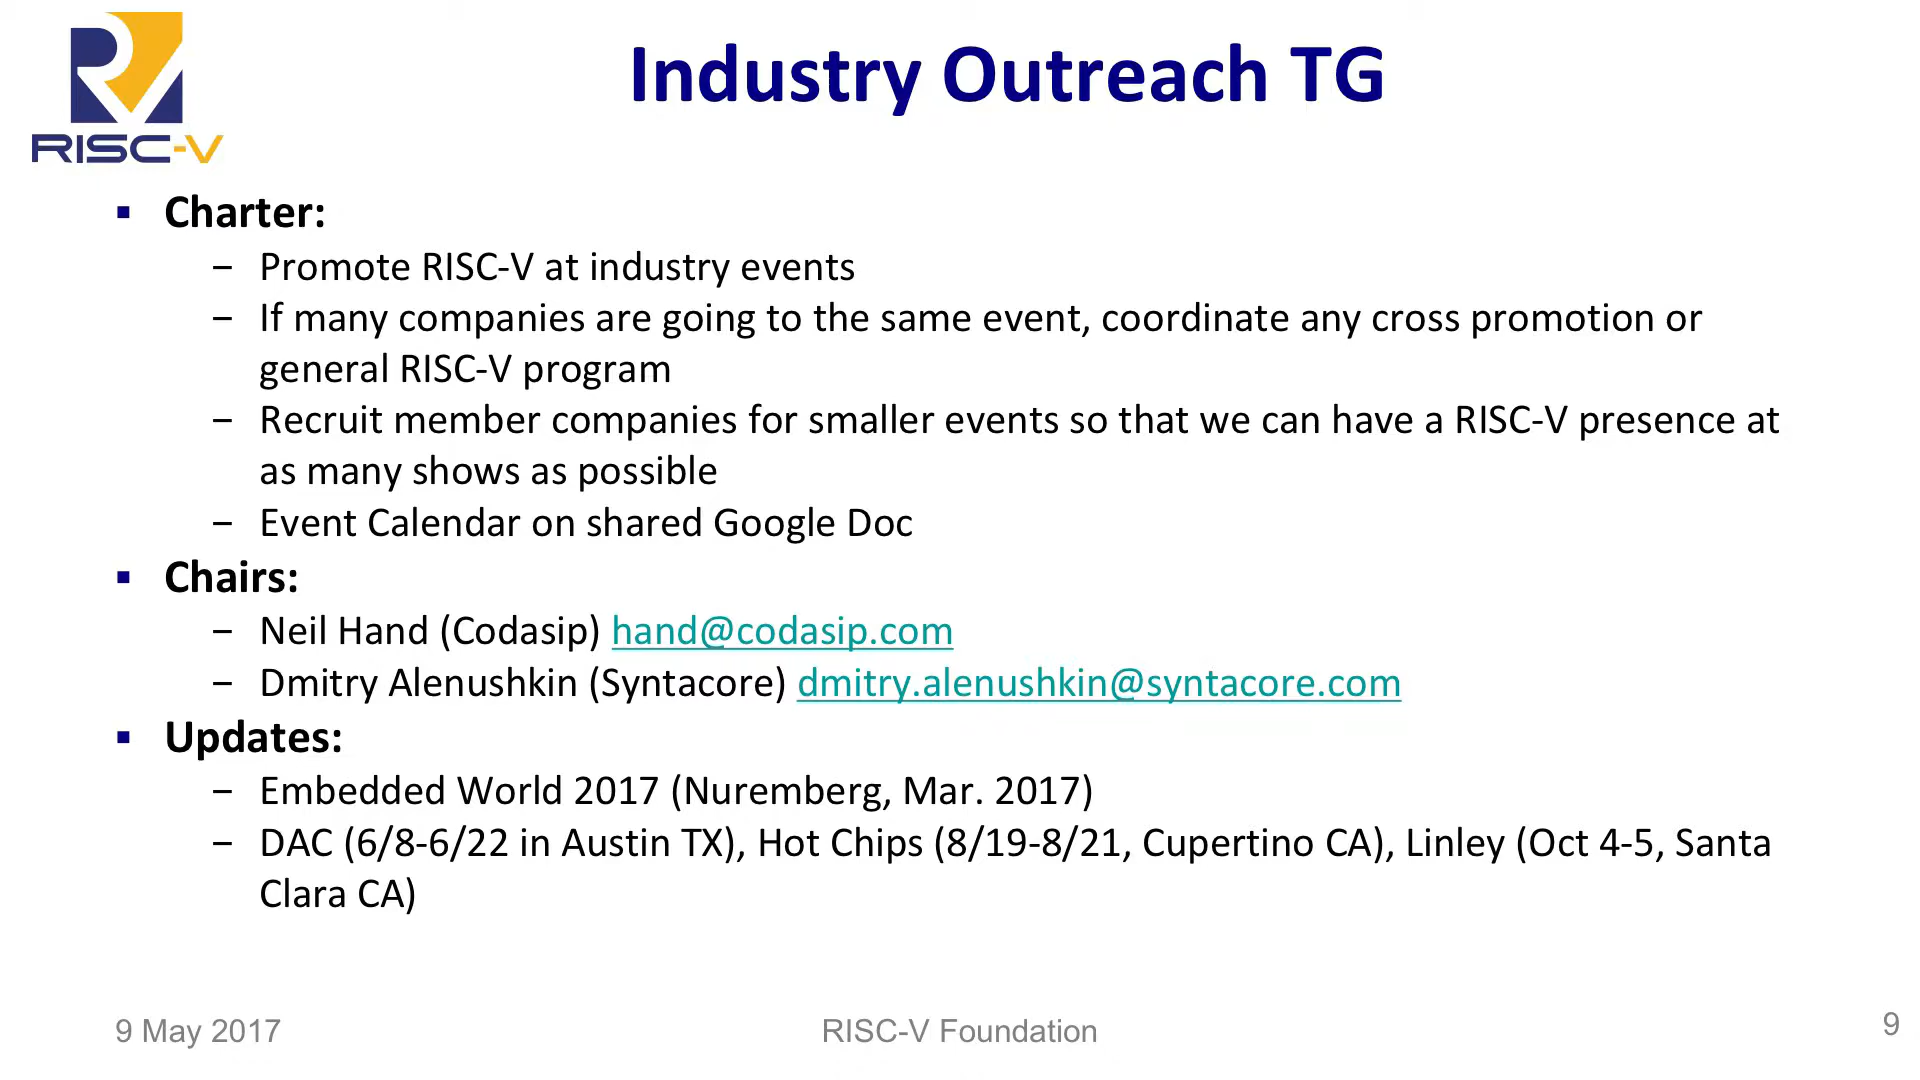 RISC-V
Industry Outreach TG
▪ Charter:
– Promote RISC-V at industry events
– If many companies are going to the same event, coordinate any cross promotion or
general RISC-V program
– Recruit member companies for smaller events so that we can have a RISC-V presence at
as many shows as possible
– Event Calendar on shared Google Doc
▪ Chairs:
– Neil Hand (Codasip) hand@codasip.com
– Dmitry Alenushkin (Syntacore) dmitry.alenushkin@syntacore.com
▪ Updates:
– Embedded World 2017 (Nuremberg, Mar. 2017)
– DAC (6/8-6/22 in Austin TX), Hot Chips (8/19-8/21, Cupertino CA), Linley (Oct 4-5, Santa
Clara CA)
9 May 2017
RISC-V Foundation
9